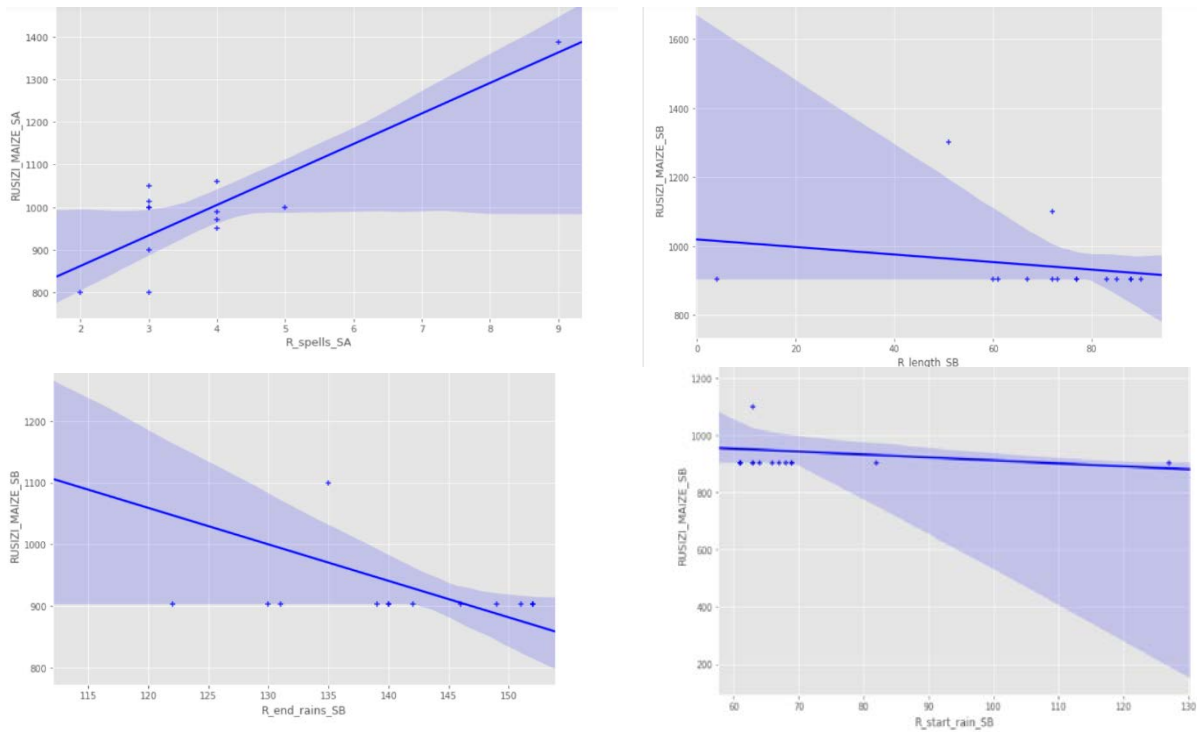 RUSIZI_MAIZE_SA
1400
1300
1200
1100
1000
900
800
2 3 4 5 6 7 8 9
R_spells_SA
RUSIZI_MAIZE_SB
1600
1400
1200
1000
800
0 20 40 60 80
R_length_SB
RUSIZI_MAIZE_SB
1200
1100
1000
900
800
115 120 125 130 135 140 145 150
R_end_rains_SB
RUSIZI_MAIZE_SB
1200
1000
800
600
400
200
60 70 80 90 100 110 120 130
R_start_rain_SB